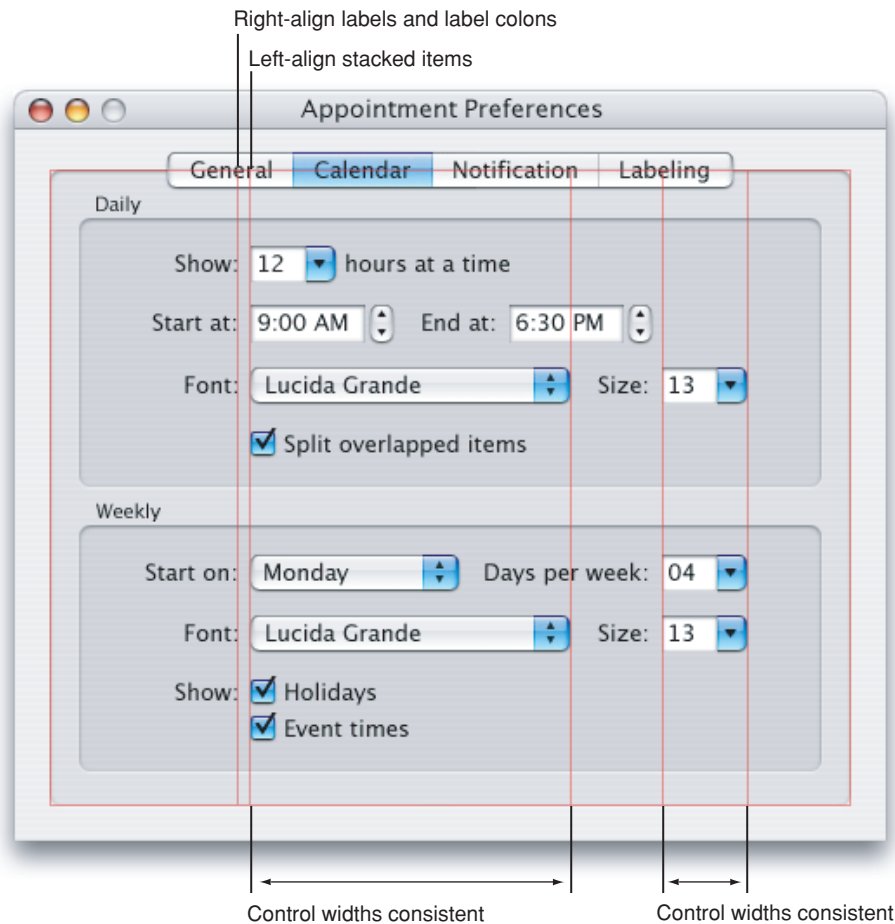 Right-align labels and label colons
Left-align stacked items
Appointment Preferences
General Calendar Notification Labeling
Daily
Show: 12 hours at a time
Start at: 9:00 AM End at: 6:30 PM
Font: Lucida Grande Size: 13
Split overlapped items
Weekly
Start on: Monday Days per week: 04
Font: Lucida Grande Size: 13
Show: Holidays
Event times
Control widths consistent Control widths consistent